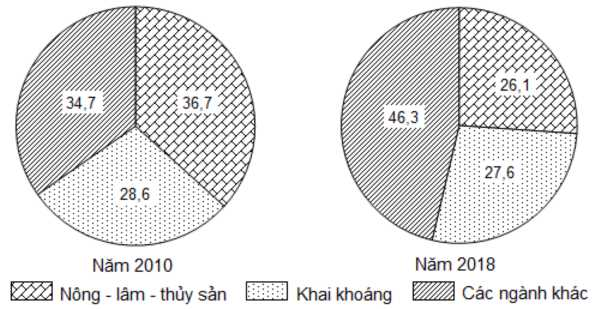 34,7
36,7
28,6
26,1
46,3
27,6
Năm 2010
Năm 2018
Nông - lâm - thủy sản
Khai khoáng
Các ngành khác